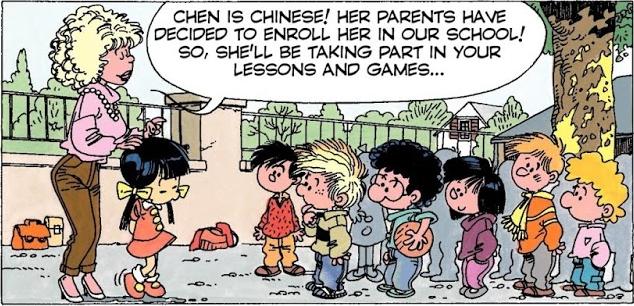 CHEN IS CHINESE! HER PARENTS HAVE
DECIDED TO ENROLL HER IN OUR SCHOOL!
SO, SHE'LL BE TAKING PART IN YOUR
LESSONS AND GAMES...